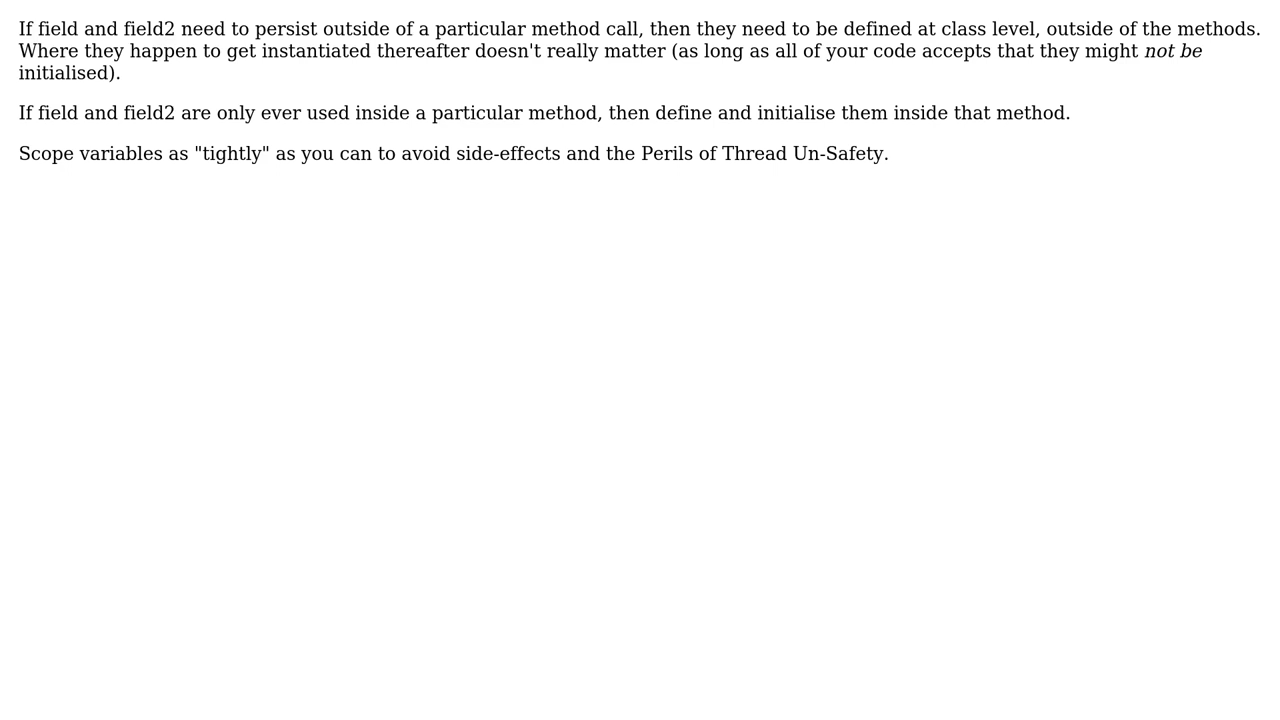 If field and field2 need to persist outside of a particular method call, then they need to be defined at class level, outside of the methods.
Where they happen to get instantiated thereafter doesn't really matter (as long as all of your code accepts that they might not be
initialised).
If field and field2 are only ever used inside a particular method, then define and initialise them inside that method.
Scope variables as "tightly" as you can to avoid side-effects and the Perils of Thread Un-Safety.